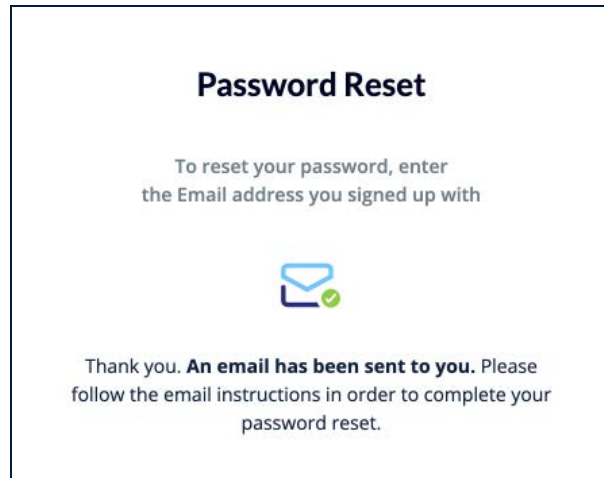 Password Reset
To reset your password, enter
the Email address you signed up with
Thank you. An email has been sent to you. Please
follow the email instructions in order to complete your
password reset.